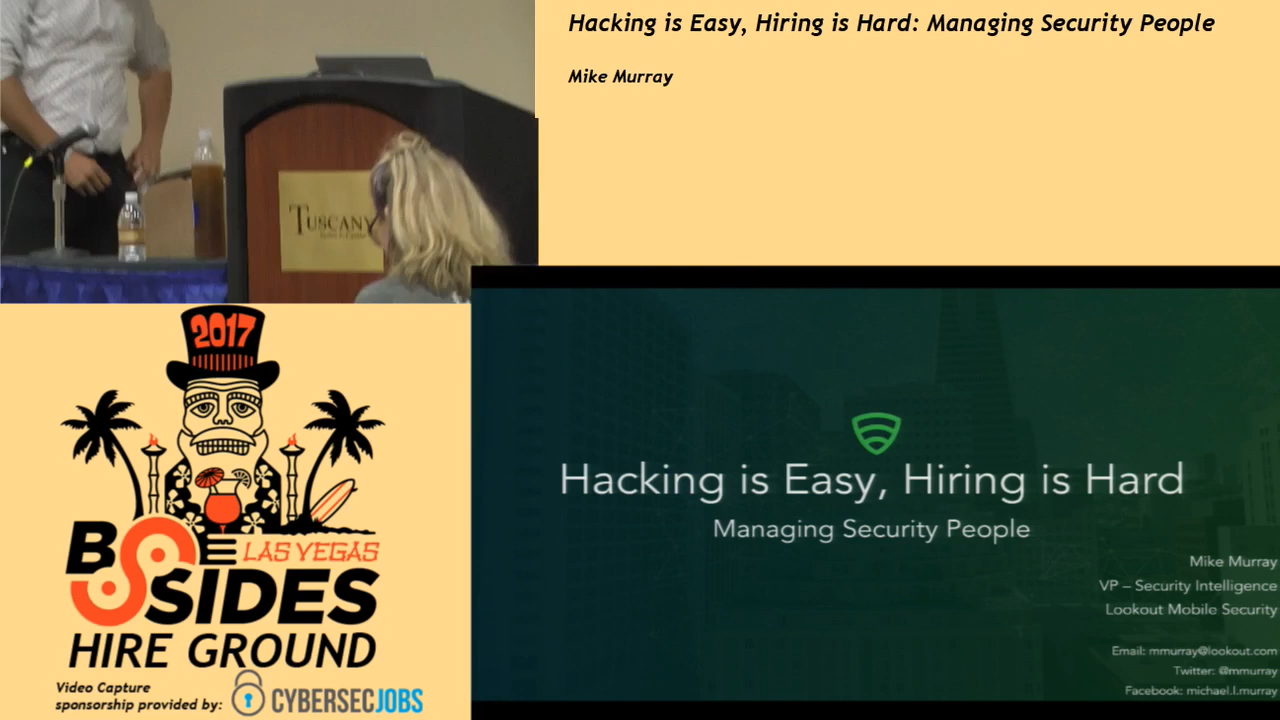 Hacking is Easy, Hiring is Hard: Managing Security People
Mike Murray
TUSCANY
2017
BSIDES
LAS VEGAS
HIRE GROUND
Video Capture
sponsorship provided by:
CYBERSECJOBS
Hacking is Easy, Hiring is Hard
Managing Security People
Mike Murray
VP – Security Intelligence
Lookout Mobile Security
Email: mmurray@lookout.com
Twitter: @mmurray
Facebook: michael.l.murray